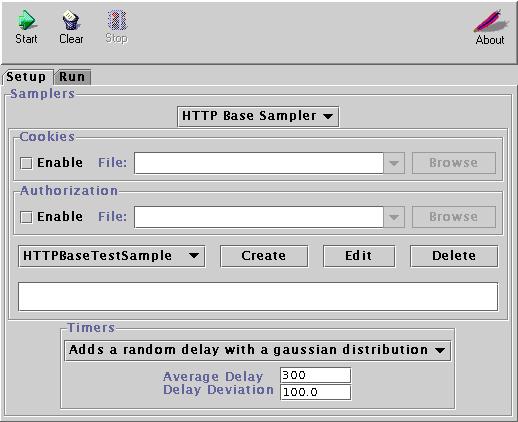 Start Clear Stop About
Setup Run
Samplers
HTTP Base Sampler
Cookies
Enable File: Browse
Authorization
Enable File: Browse
HTTPBaseTestSample Create Edit Delete
Timers
Adds a random delay with a gaussian distribution
Average Delay 300
Delay Deviation 100.0